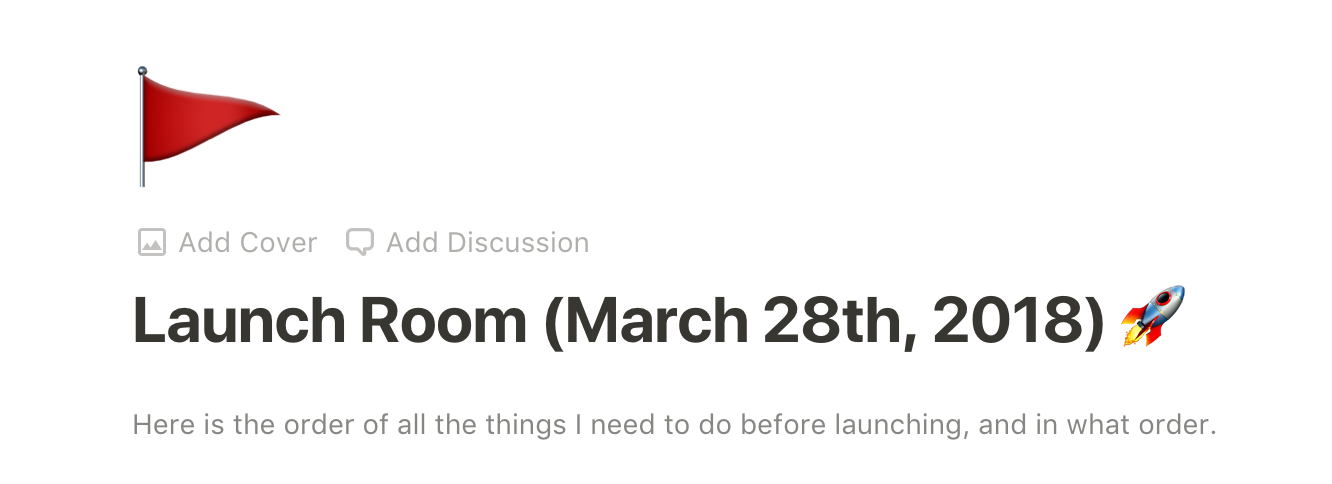 Add Cover Add Discussion
Launch Room (March 28th, 2018) 🚀
Here is the order of all the things I need to do before launching, and in what order.